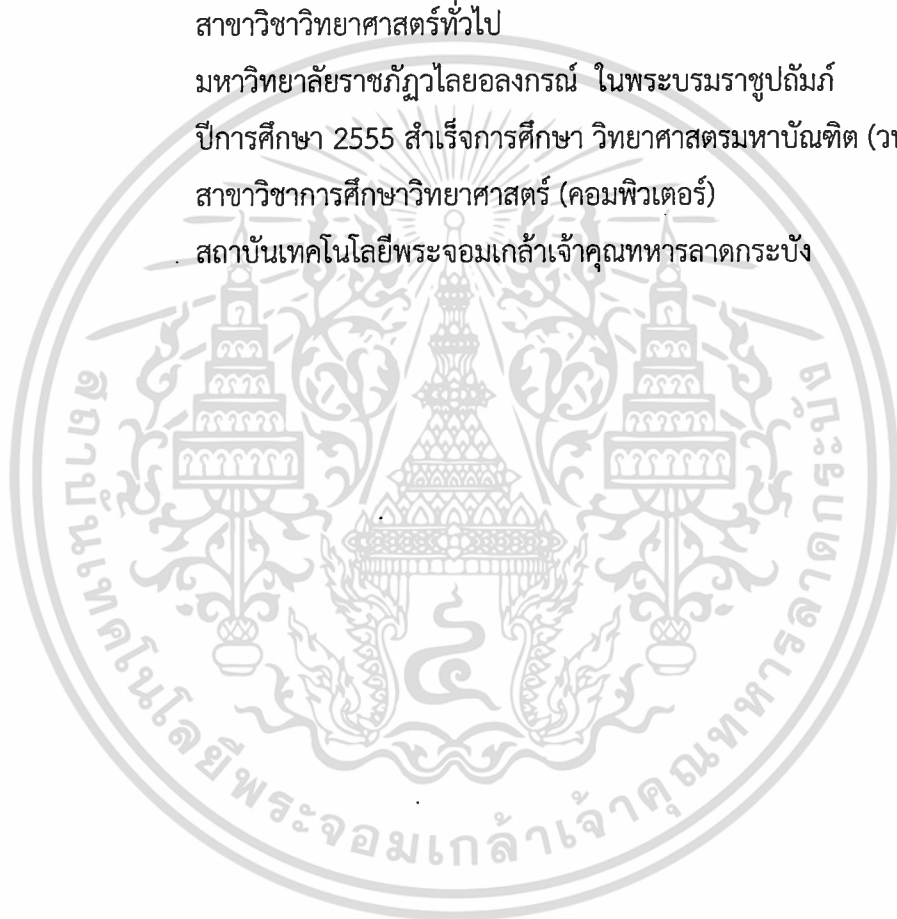 สาขาวิชาวิทยาศาสตร์ทั่วไป
มหาวิทยาลัยราชภัฏวไลยอลงกรณ์ ในพระบรมราชูปถัมภ์
ปีการศึกษา 2555 สำเร็จการศึกษา วิทยาศาสตรมหาบัณฑิต (วท
สาขาวิชาการศึกษาวิทยาศาสตร์ (คอมพิวเตอร์)
สถาบันเทคโนโลยีพระจอมเกล้าเจ้าคุณทหารลาดกระบัง
สถาบันเทคโนโลยีพระจอมเกล้าเจ้าคุณทหารลาดกระบัง
๔